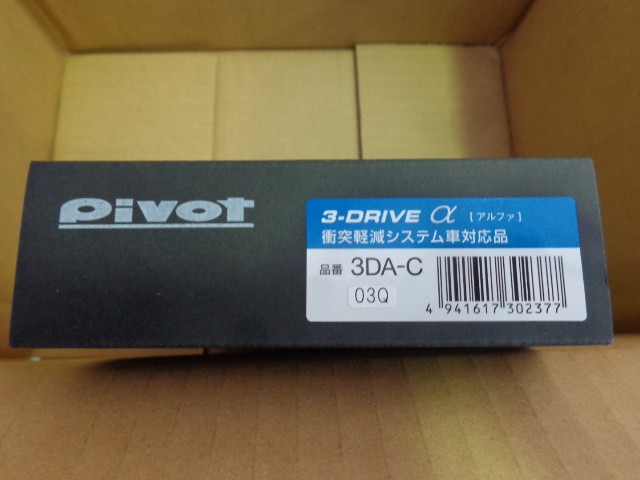 Pivot
3-DRIVE α [アルファ]
衝突軽減システム車対応品
品番 3DA-C
03Q
4 941617 302377